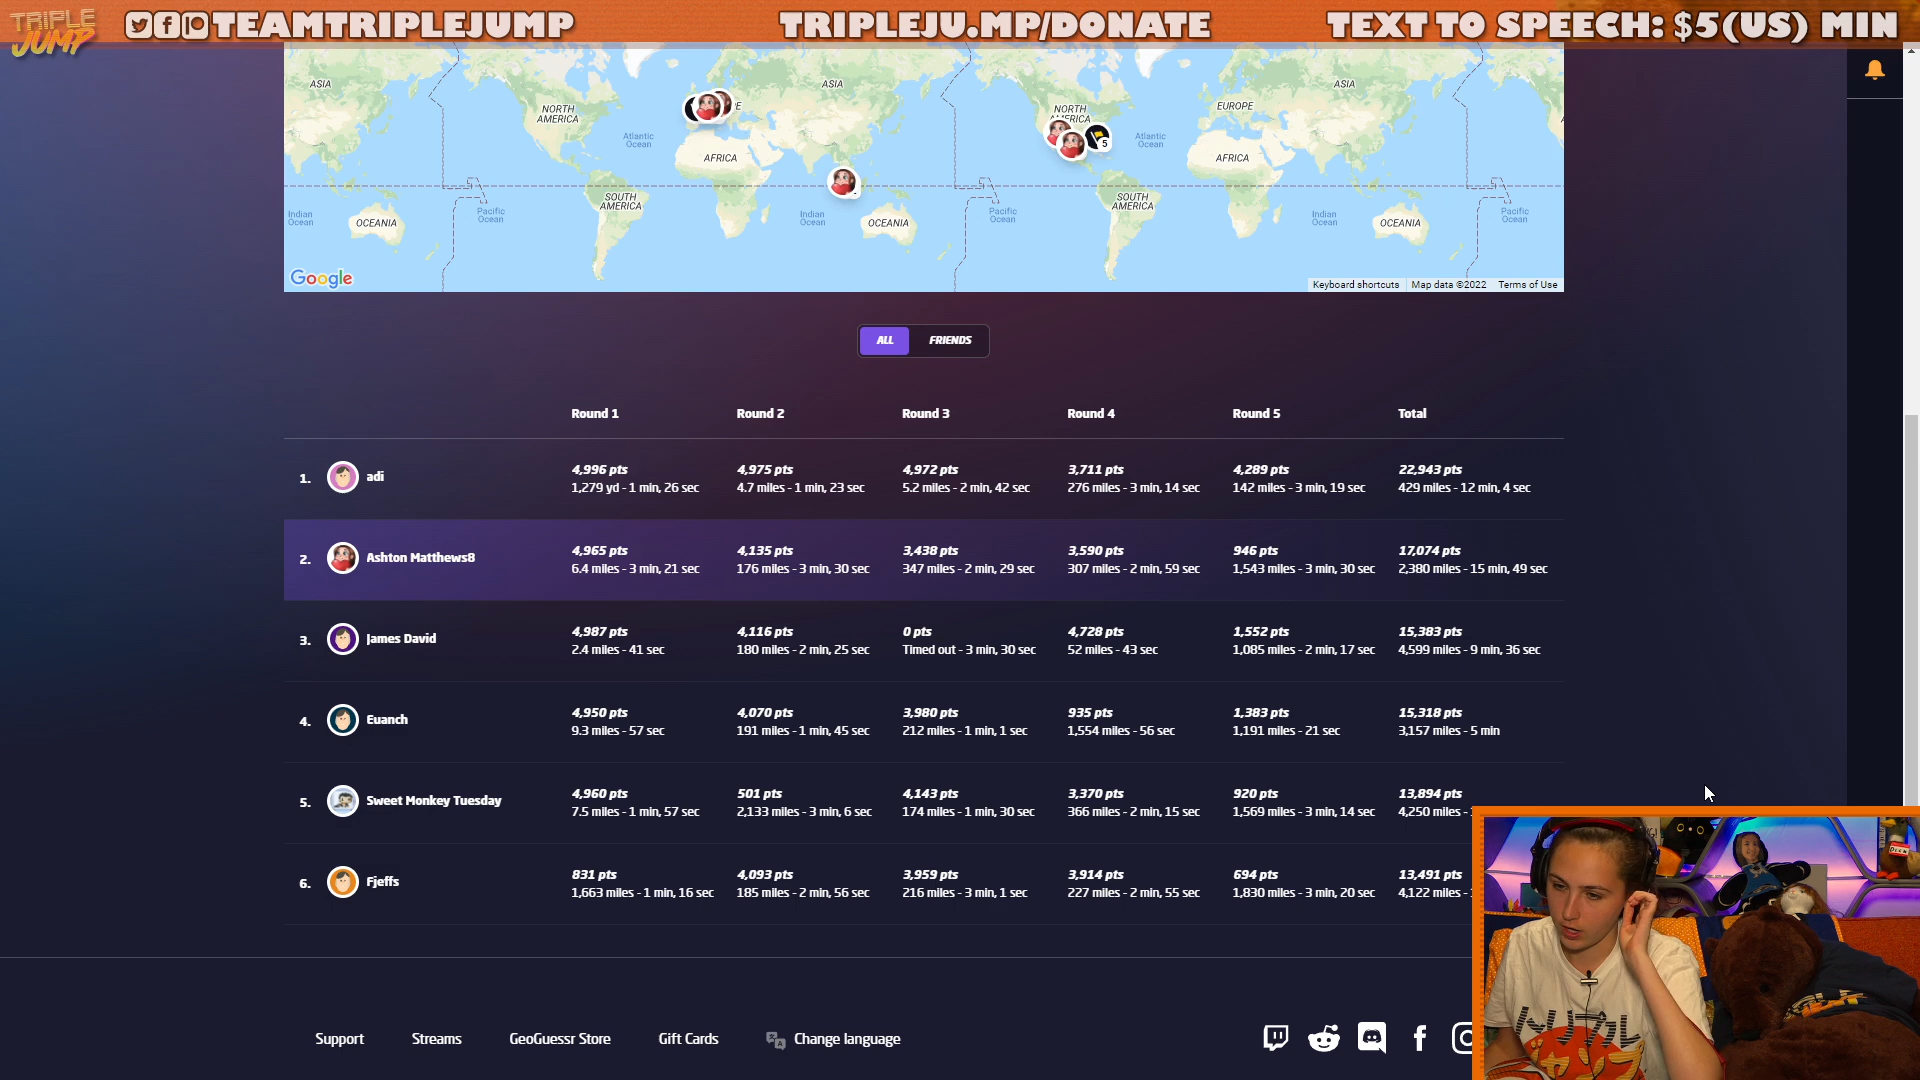 TRIPLE JUMP
TEAMTRIPLEJUMP
TRIPLEJU.MP/DONATE
TEXT TO SPEECH: $5(US) MIN
ASIA
NORTH AMERICA
Atlantic Ocean
AFRICA
SOUTH AMERICA
ASIA
NORTH AMERICA
5
Atlantic Ocean
EUROPE
AFRICA
SOUTH AMERICA
ASIA
Indian Ocean
OCEANIA
Pacific Ocean
Indian Ocean
OCEANIA
Pacific Ocean
Indian Ocean
OCEANIA
Pacific Ocean
Google
Keyboard shortcuts
Map data ©2022
Terms of Use
ALL
FRIENDS
Round 1 Round 2 Round 3 Round 4 Round 5 Total
1. adi
4,996 pts 4,975 pts 4,972 pts 3,711 pts 4,289 pts 22,943 pts
1,279 yd - 1 min, 26 sec 4.7 miles - 1 min, 23 sec 5.2 miles - 2 min, 42 sec 276 miles - 3 min, 14 sec 142 miles - 3 min, 19 sec 429 miles - 12 min, 4 sec
2. Ashton Matthews8
4,965 pts 4,135 pts 3,438 pts 3,590 pts 946 pts 17,074 pts
6.4 miles - 3 min, 21 sec 176 miles - 3 min, 30 sec 347 miles - 2 min, 29 sec 307 miles - 2 min, 59 sec 1,543 miles - 3 min, 30 sec 2,380 miles - 15 min, 49 sec
3. James David
4,987 pts 4,116 pts 0 pts 4,728 pts 1,552 pts 15,383 pts
2.4 miles - 41 sec 180 miles - 2 min, 25 sec Timed out - 3 min, 30 sec 52 miles - 43 sec 1,085 miles - 2 min, 17 sec 4,599 miles - 9 min, 36 sec
4. Euanch
4,950 pts 4,070 pts 3,980 pts 935 pts 1,383 pts 15,318 pts
9.3 miles - 57 sec 191 miles - 1 min, 45 sec 212 miles - 1 min, 1 sec 1,554 miles - 56 sec 1,191 miles - 21 sec 3,157 miles - 5 min
5. Sweet Monkey Tuesday
4,960 pts 501 pts 4,143 pts 3,370 pts 920 pts 13,894 pts
7.5 miles - 1 min, 57 sec 2,133 miles - 3 min, 6 sec 174 miles - 1 min, 30 sec 366 miles - 2 min, 15 sec 1,569 miles - 3 min, 14 sec 4,250 miles -
6. Fjeffs
831 pts 4,093 pts 3,959 pts 3,914 pts 694 pts 13,491 pts
1,663 miles - 1 min, 16 sec 185 miles - 2 min, 56 sec 216 miles - 3 min, 1 sec 227 miles - 2 min, 55 sec 1,830 miles - 3 min, 20 sec 4,122 miles -
Support
Streams
GeoGuessr Store
Gift Cards
Change language